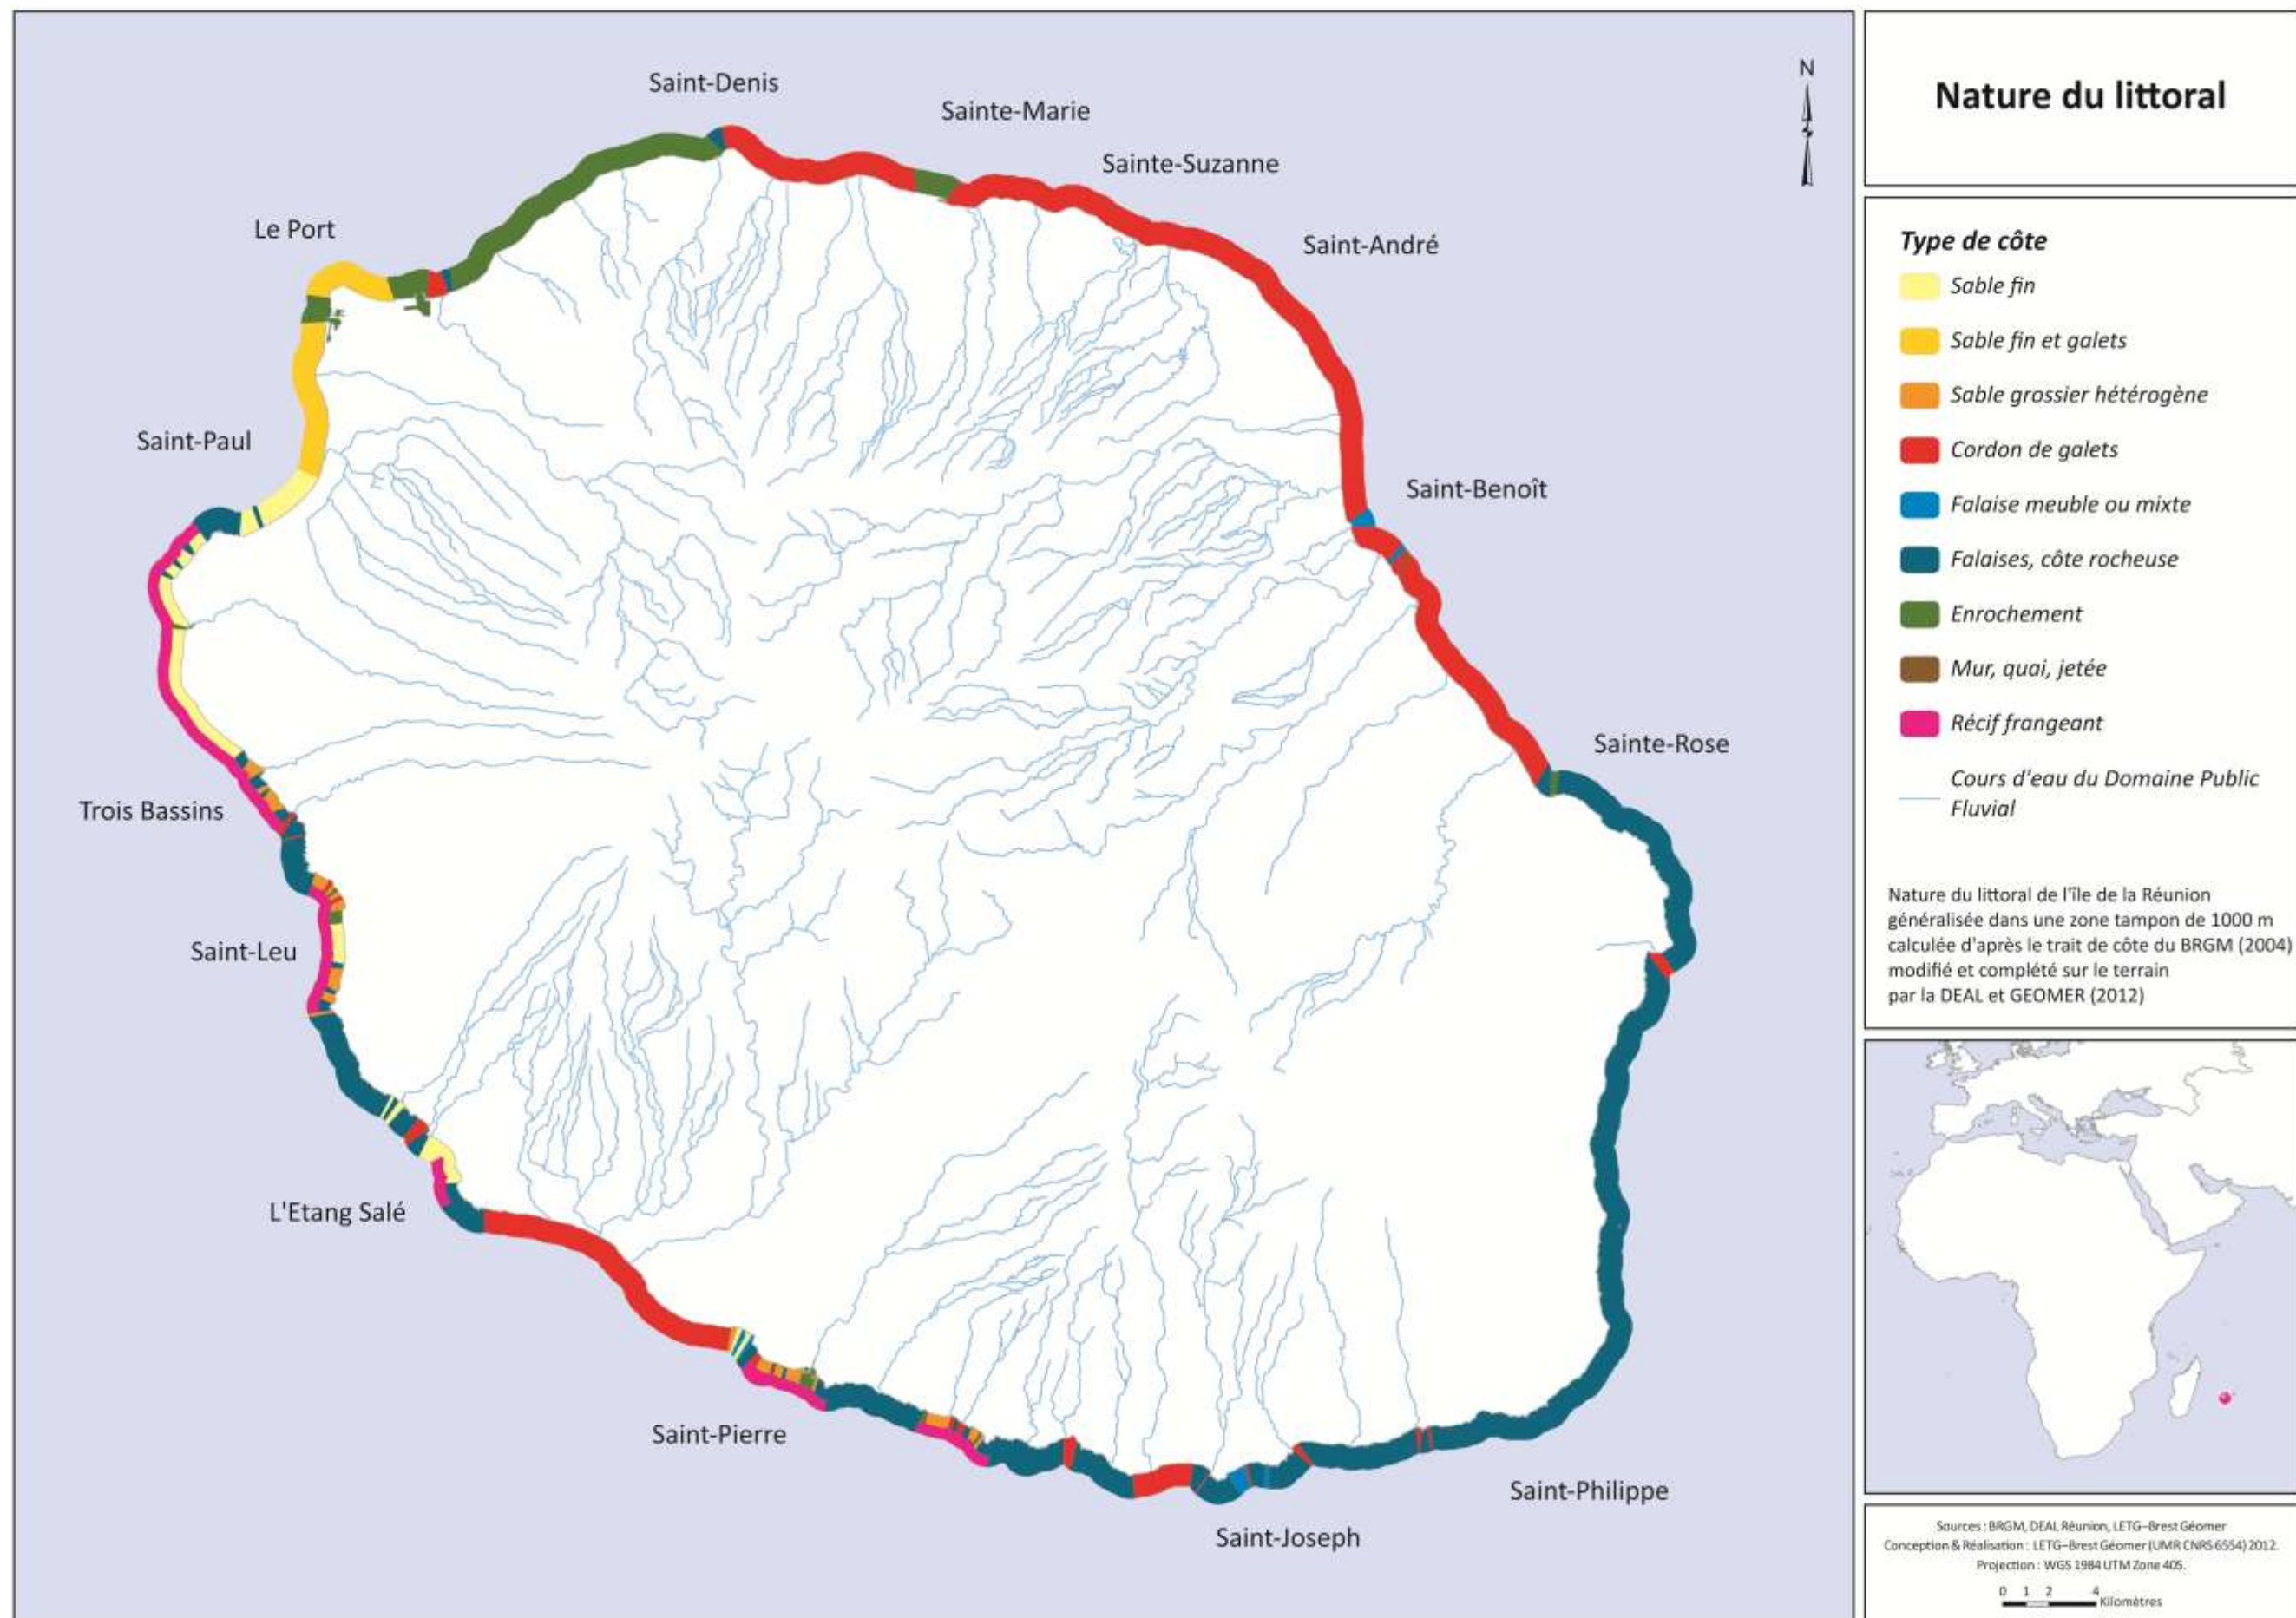 Nature du littoral
N
Saint-Denis
Sainte-Marie
Sainte-Suzanne
Saint-André
Le Port
Saint-Paul
Saint-Benoît
Sainte-Rose
Trois Bassins
Saint-Leu
L'Etang Salé
Saint-Pierre
Saint-Philippe
Saint-Joseph
Type de côte
Sable fin
Sable fin et galets
Sable grossier hétérogène
Cordon de galets
Falaise meuble ou mixte
Falaises, côte rocheuse
Enrochement
Mur, quai, jetée
Récif frangeant
Cours d'eau du Domaine Public
Fluvial
Nature du littoral de l'île de la Réunion
généralisée dans une zone tampon de 1000 m
calculée d'après le trait de côte du BRGM (2004)
modifié et complété sur le terrain
par la DEAL et GEOMER (2012)
Sources : BRGM, DEAL Réunion, LETG–Brest Géomer
Conception & Réalisation : LETG–Brest Géomer (UMR CNRS 6554) 2012.
Projection : WGS 1984 UTM Zone 40S.
0 1 2 4
Kilomètres